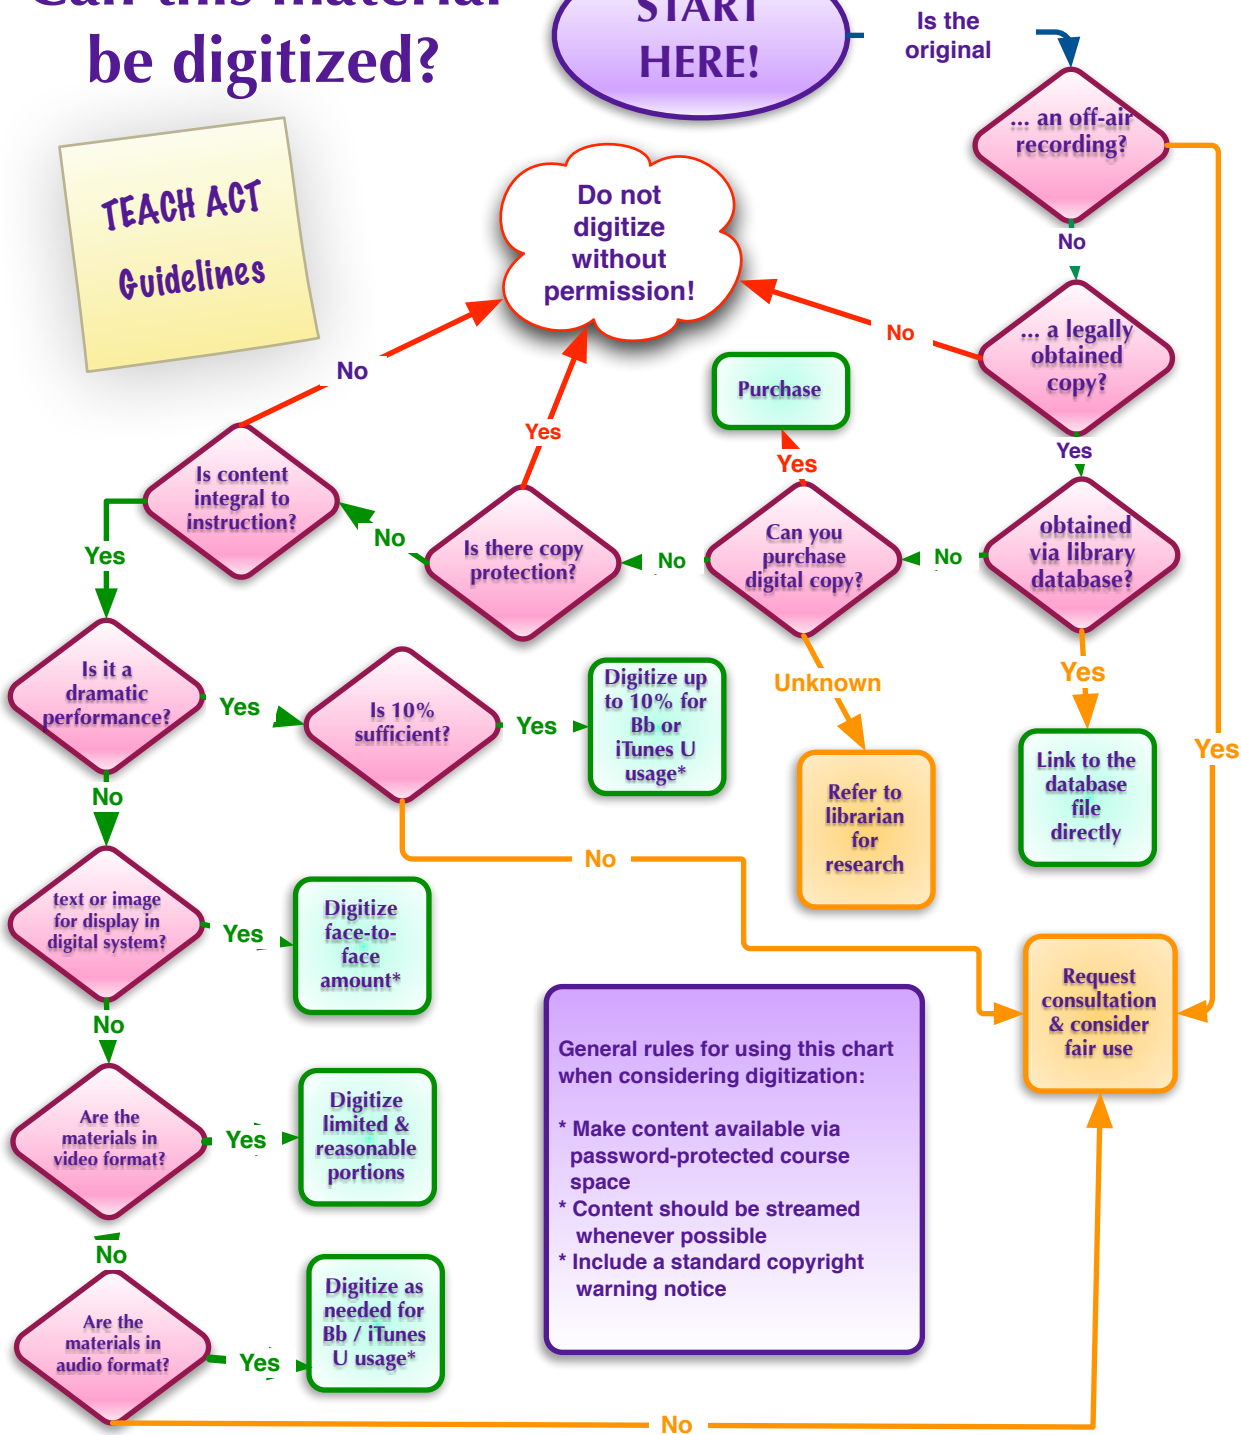 Can this material
be digitized?
START
HERE!
Is the
original
... an off-air
recording?
TEACH ACT
Guidelines
Do not
digitize
without
permission!
No
... a legally
obtained
copy?
No
No
Purchase
Yes
Yes
Yes
Is content
integral to
instruction?
Can you
purchase
digital copy?
obtained
via library
database?
Is there copy
protection?
No
No
No
Yes
Is it a
dramatic
performance?
Yes
Is 10%
sufficient?
Yes
Digitize up
to 10% for
Bb or
iTunes U
usage*
Unknown
Yes
Yes
Refer to
librarian
for
research
Link to the
database
file
directly
No
No
text or image
for display in
digital system?
Yes
Digitize
face-to-
face
amount*
Request
consultation
& consider
fair use
No
General rules for using this chart
when considering digitization:
* Make content available via
password-protected course
space
* Content should be streamed
whenever possible
* Include a standard copyright
warning notice
Are the
materials in
video format?
Yes
Digitize
limited &
reasonable
portions
No
Are the
materials in
audio format?
Yes
Digitize as
needed for
Bb / iTunes
U usage*
No